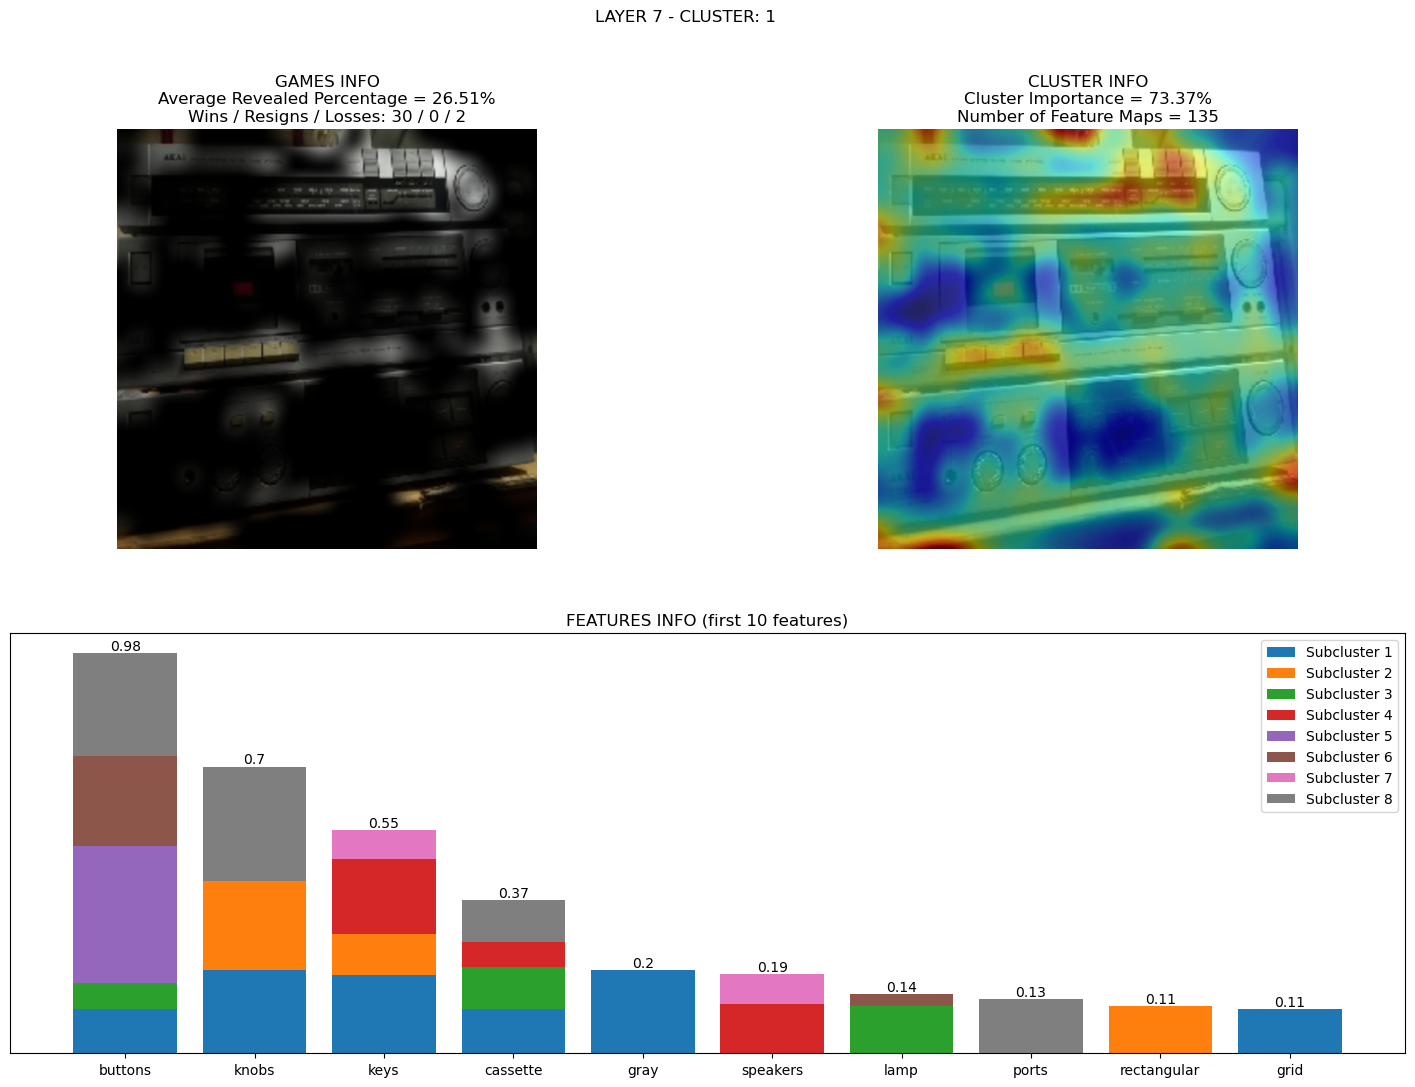 LAYER 7 - CLUSTER: 1
GAMES INFO
Average Revealed Percentage = 26.51%
Wins / Resigns / Losses: 30 / 0 / 2
AKAI
CLUSTER INFO
Cluster Importance = 73.37%
Number of Feature Maps = 135
AKAI
FEATURES INFO (first 10 features)
0.98
0.7
0.55
0.37
0.2
0.19
0.14
0.13
0.11
0.11
Subcluster 1
Subcluster 2
Subcluster 3
Subcluster 4
Subcluster 5
Subcluster 6
Subcluster 7
Subcluster 8
buttons
knobs
keys
cassette
gray
speakers
lamp
ports
rectangular
grid